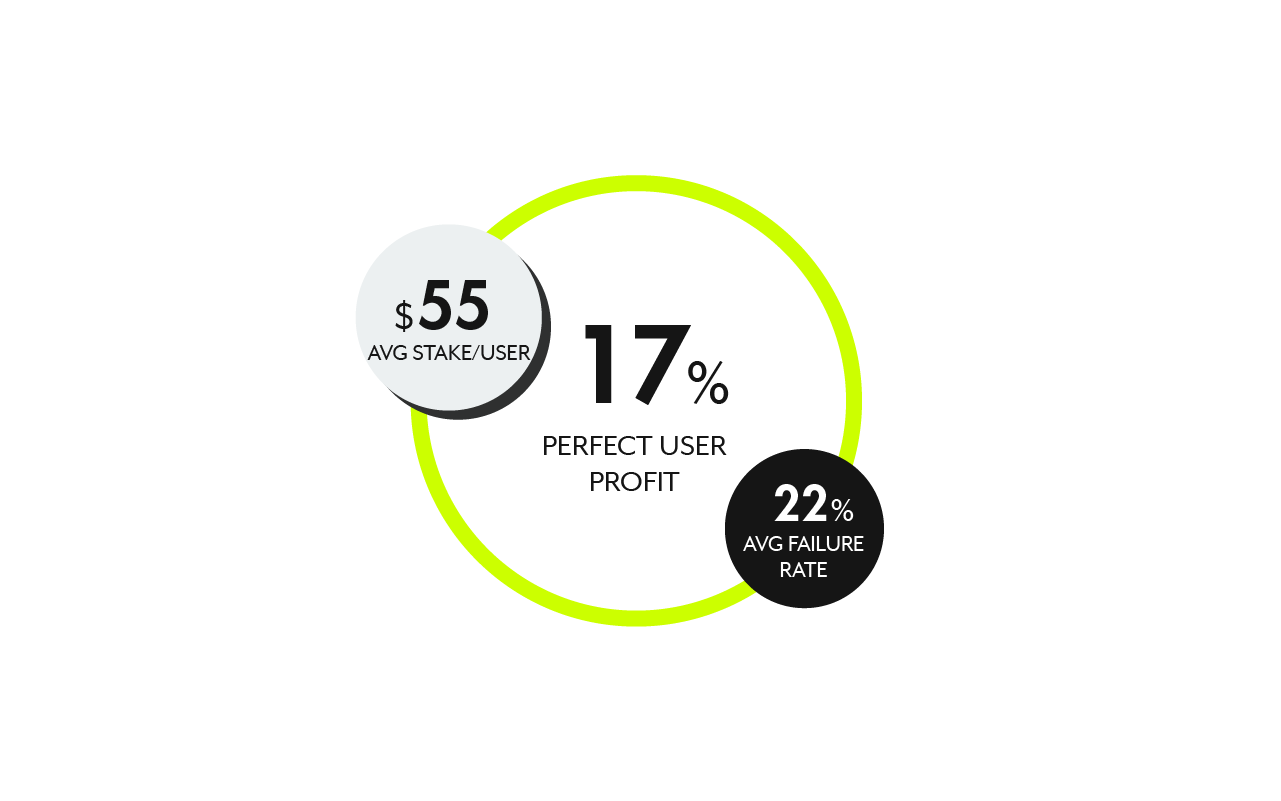 $55
AVG STAKE/USER
17%
PERFECT USER
PROFIT
22%
AVG FAILURE
RATE